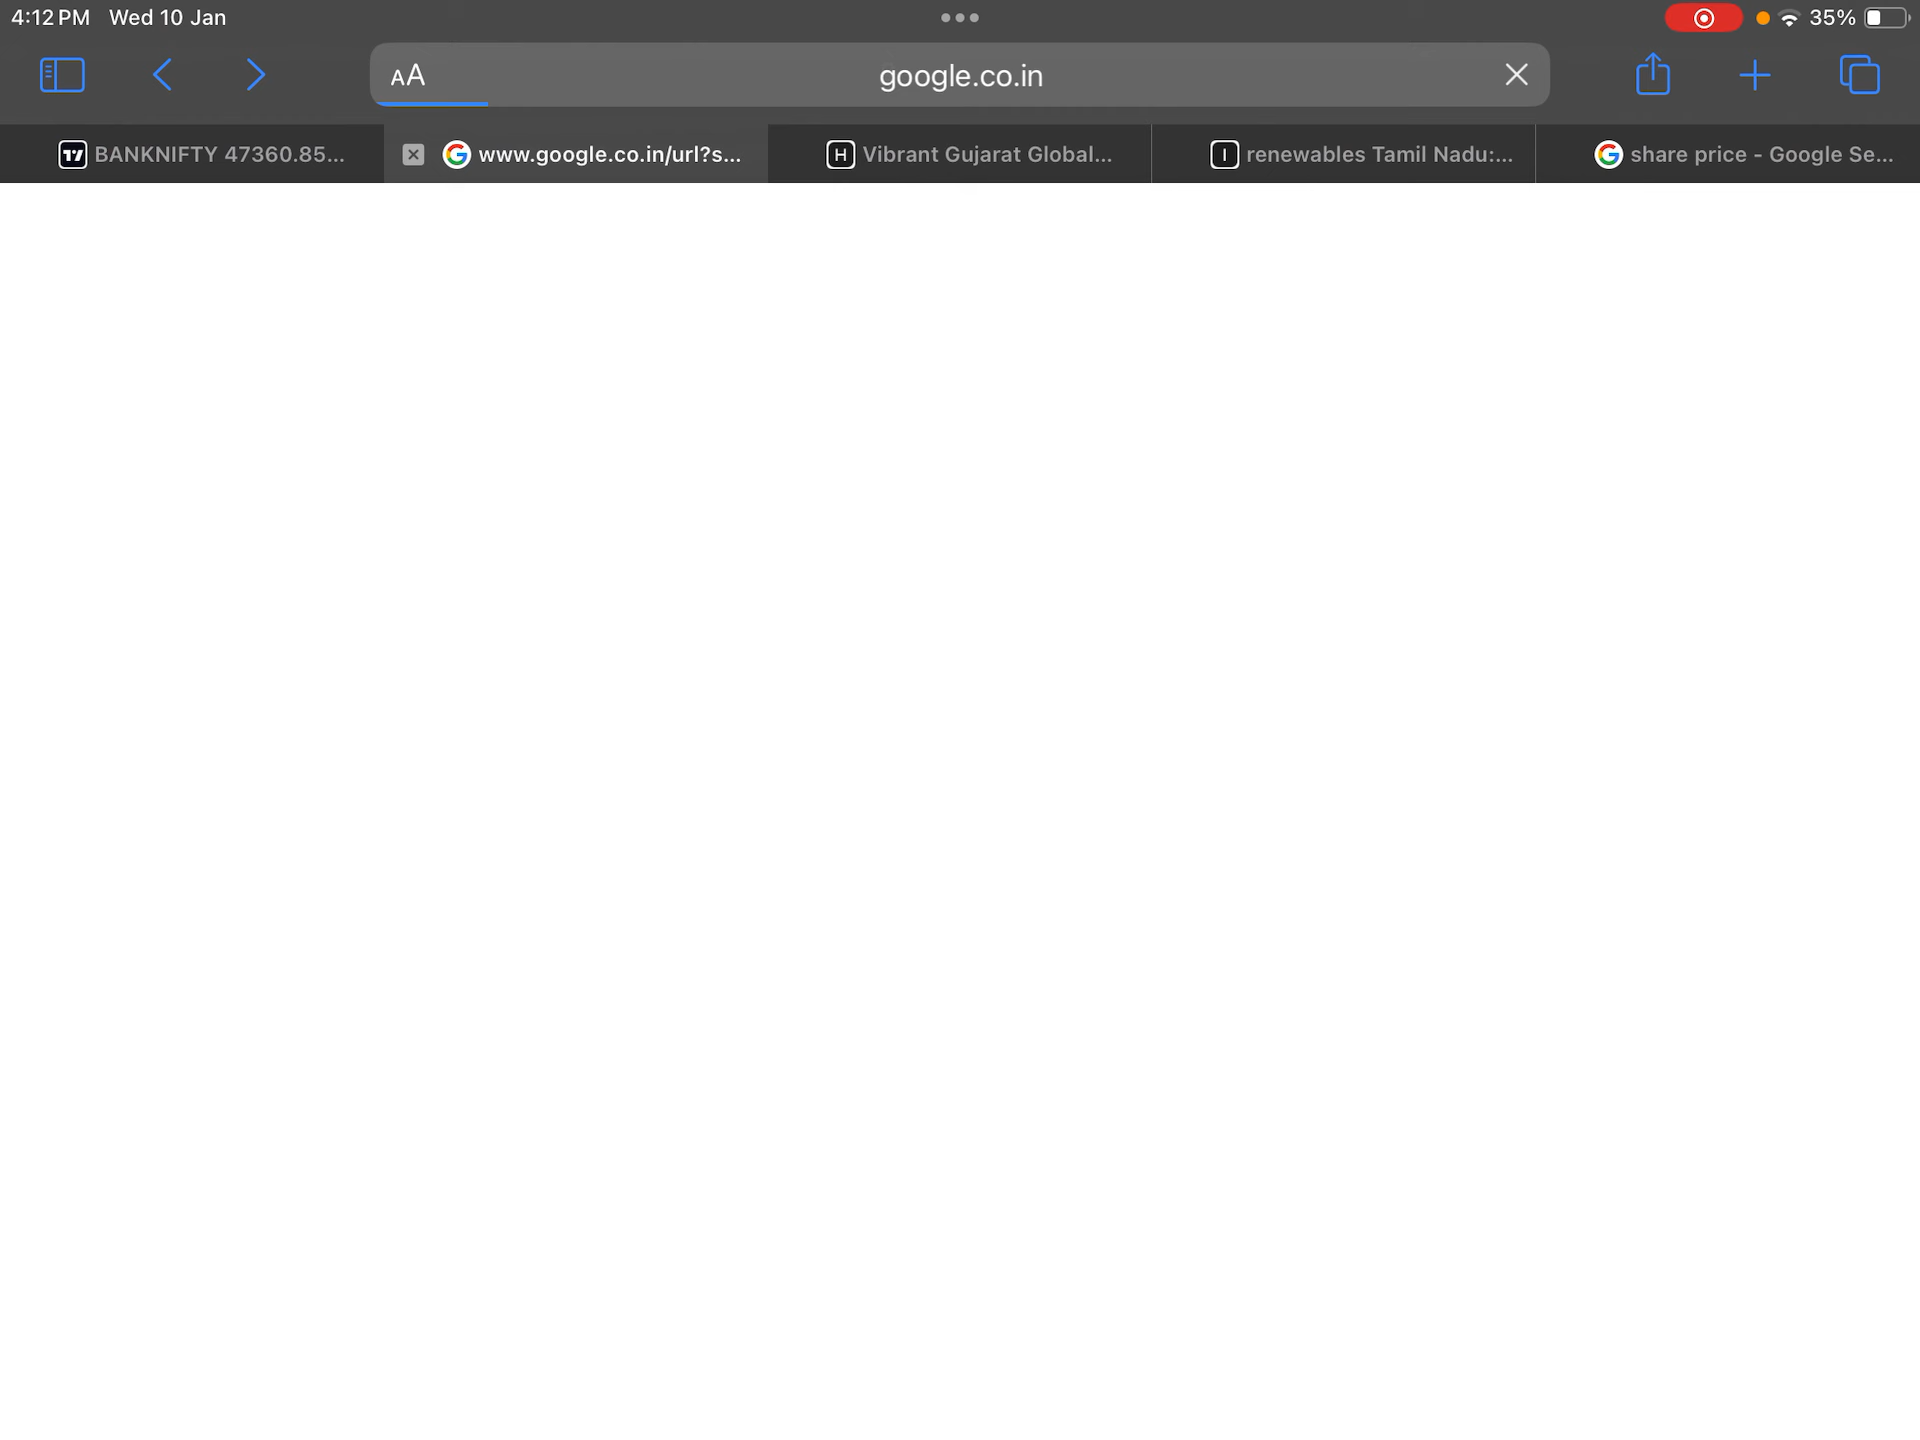 4:12 PM Wed 10 Jan
35%
AA
google.co.in
BANKNIFTY 47360.85...
www.google.co.in/url?s...
H Vibrant Gujarat Global...
I renewables Tamil Nadu:...
share price - Google Se...